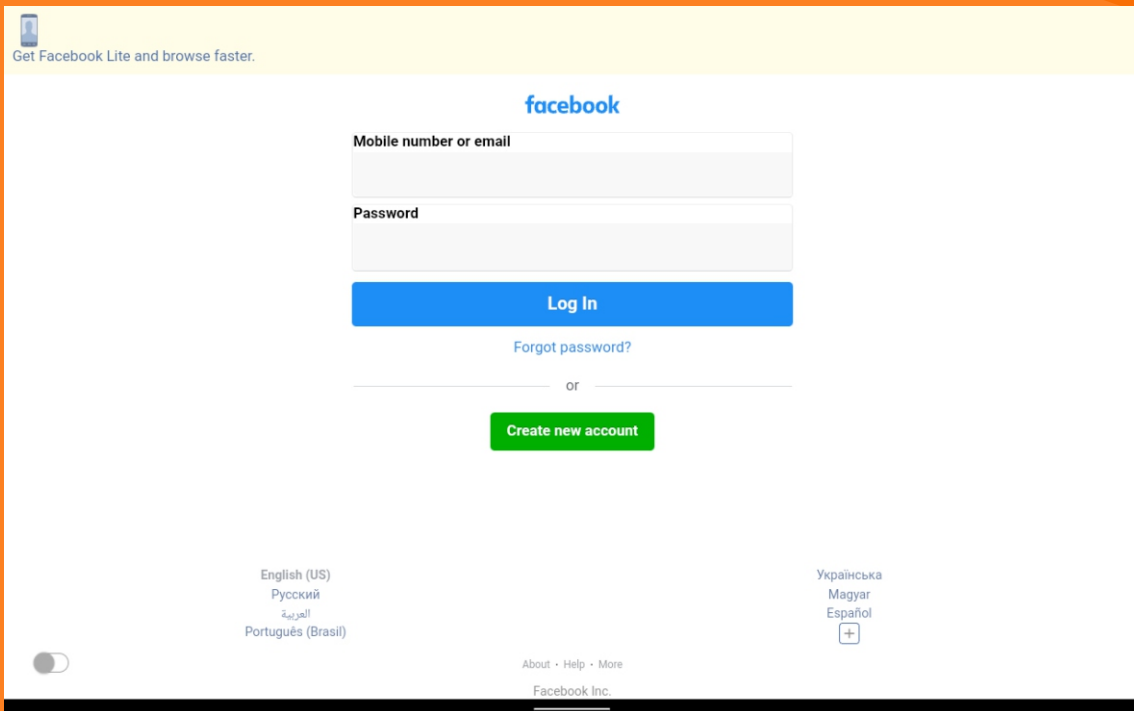 Get Facebook Lite and browse faster.
facebook
Mobile number or email
Password
Log In
Forgot password?
or
Create new account
English (US)
Русский
العربية
Português (Brasil)
Українська
Magyar
Español
About · Help · More
Facebook Inc.